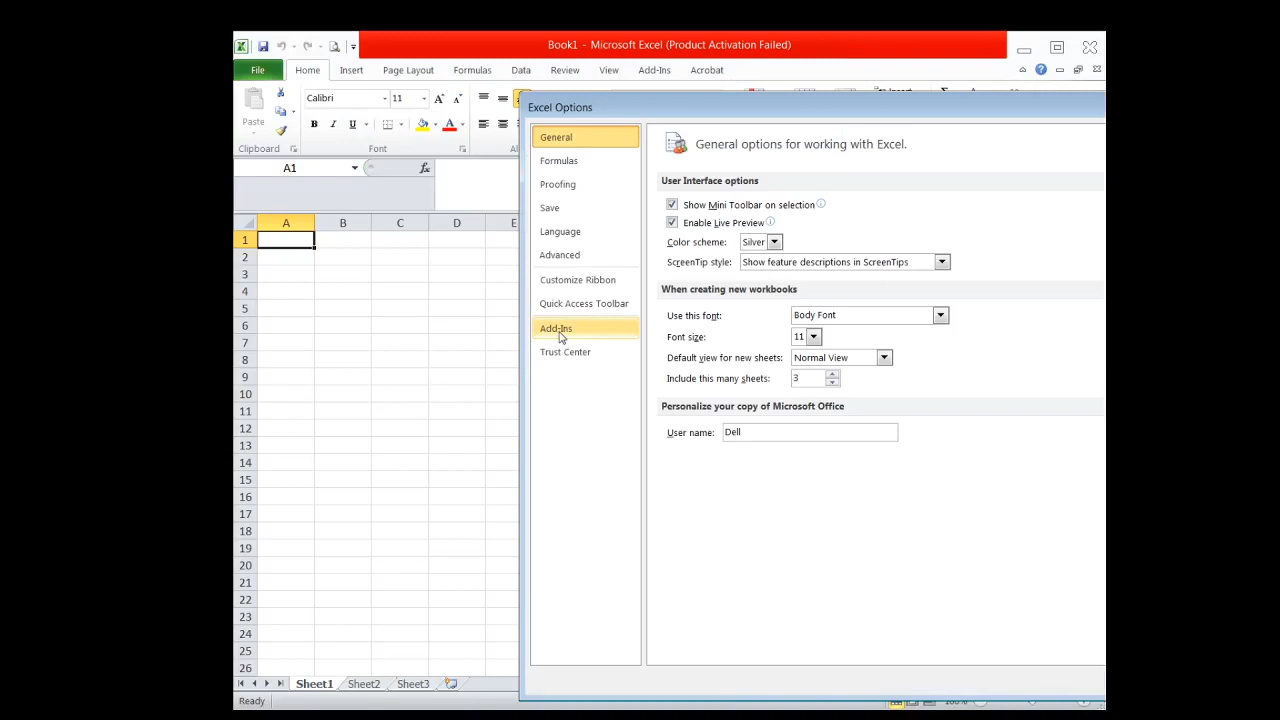 Book1 - Microsoft Excel (Product Activation Failed)
File Home Insert Page Layout Formulas Data Review View Add-Ins Acrobat
Calibri 11
Paste
B I U
Clipboard Font
A1 fx
A B C D E
1
2
3
4
5
6
7
8
9
10
11
12
13
14
15
16
17
18
19
20
21
22
23
24
25
26
Sheet1 Sheet2 Sheet3
Ready
Excel Options
General
Formulas
Proofing
Save
Language
Advanced
Customize Ribbon
Quick Access Toolbar
Add-Ins
Trust Center
General options for working with Excel.
User Interface options
Show Mini Toolbar on selection
Enable Live Preview
Color scheme: Silver
ScreenTip style: Show feature descriptions in ScreenTips
When creating new workbooks
Use this font: Body Font
Font size: 11
Default view for new sheets: Normal View
Include this many sheets: 3
Personalize your copy of Microsoft Office
User name: Dell